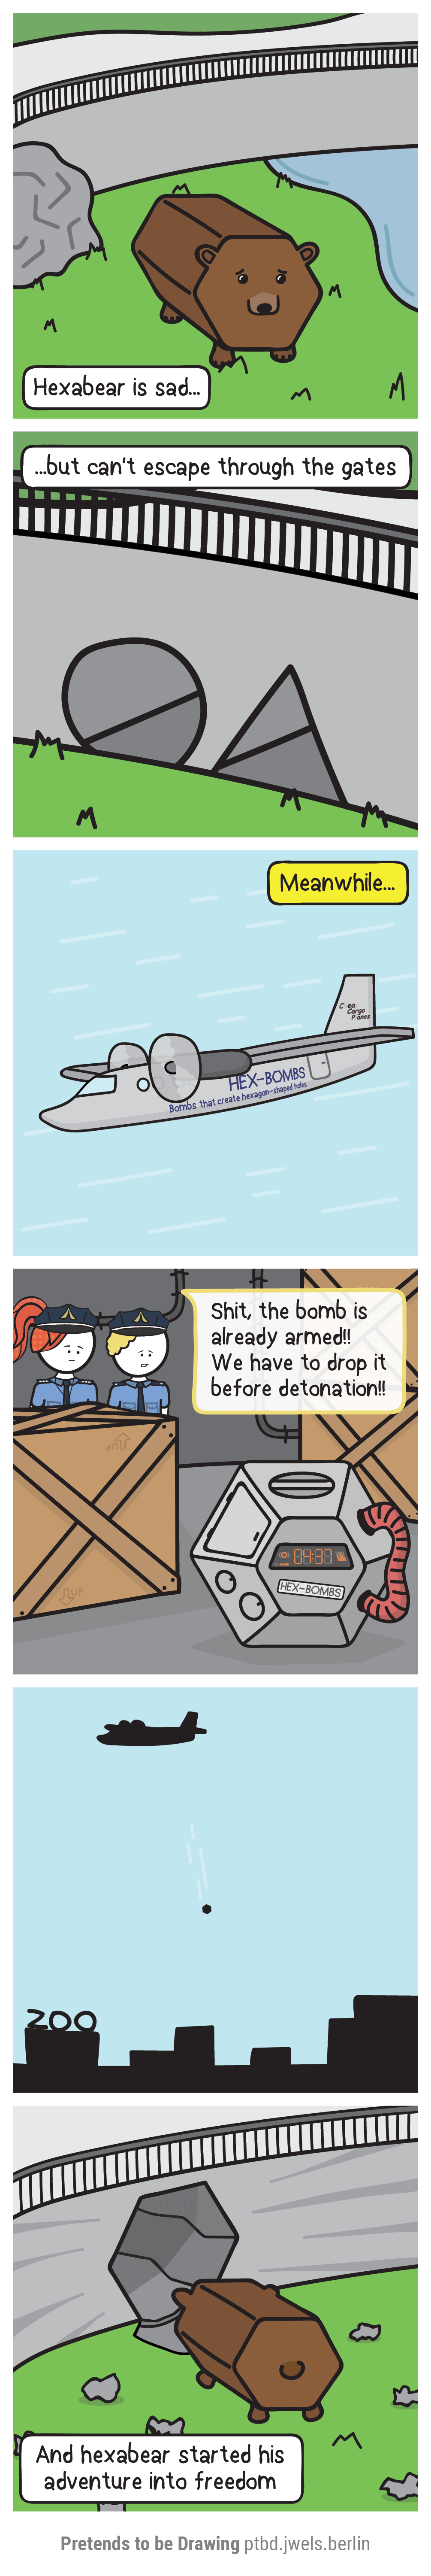 Hexabear is sad...
...but can't escape through the gates
Meanwhile...
C ea
Cargo
P anes
HEX-BOMBS
Bombs that create hexagon-shaped holes
Shit, the bomb is
already armed!!
We have to drop it
before detonation!!
UP
04:37
HEX-BOMBS
UP
ZOO
And hexabear started his
adventure into freedom
Pretends to be Drawing ptbd.jwels.berlin